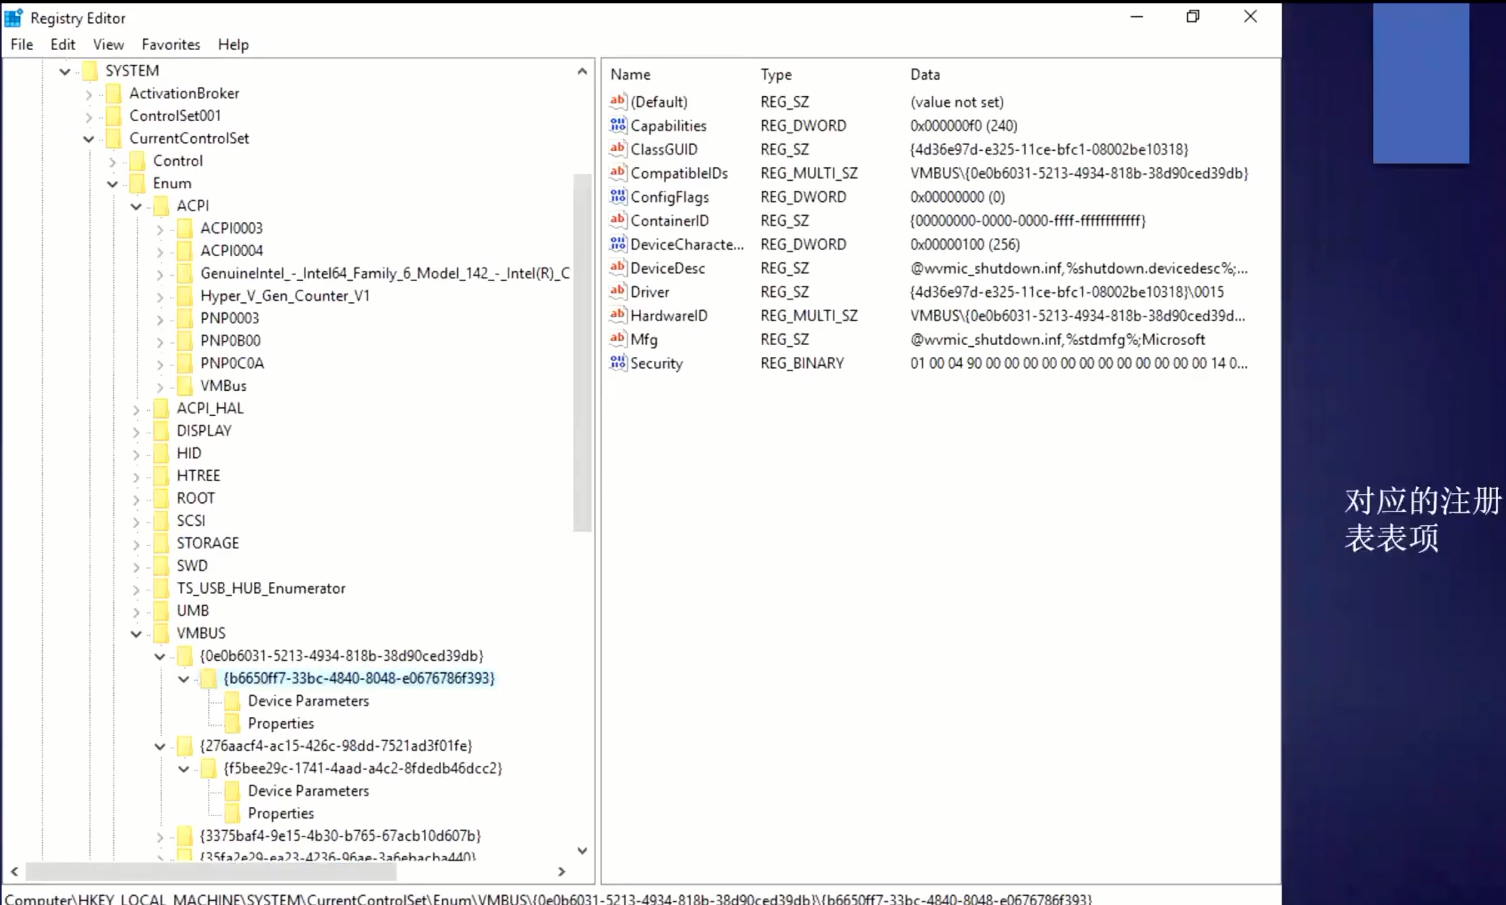 Registry Editor
File Edit View Favorites Help
SYSTEM
ActivationBroker
ControlSet001
CurrentControlSet
Control
Enum
ACPI
ACPI0003
ACPI0004
GenuineIntel_-_Intel64_Family_6_Model_142_-_Intel(R)_C
Hyper_V_Gen_Counter_V1
PNP0003
PNP0B00
PNP0C0A
VMBus
ACPI_HAL
DISPLAY
HID
HTREE
ROOT
SCSI
STORAGE
SWD
TS_USB_HUB_Enumerator
UMB
VMBUS
{0e0b6031-5213-4934-818b-38d90ced39db}
{b6650ff7-33bc-4840-8048-e0676786f393}
Device Parameters
Properties
{276aacf4-ac15-426c-98dd-7521ad3f01fe}
{f5bee29c-1741-4aad-a4c2-8fdedb46dcc2}
Device Parameters
Properties
{3375baf4-9e15-4b30-b765-67acb10d607b}
{35fa2e29-ea23-4236-96ae-3a6ebacba440}
Name Type Data
(Default) REG_SZ (value not set)
Capabilities REG_DWORD 0x000000f0 (240)
ClassGUID REG_SZ {4d36e97d-e325-11ce-bfc1-08002be10318}
CompatibleIDs REG_MULTI_SZ VMBUS\{0e0b6031-5213-4934-818b-38d90ced39db}
ConfigFlags REG_DWORD 0x00000000 (0)
ContainerID REG_SZ {00000000-0000-0000-ffff-ffffffffffff}
DeviceCharacte... REG_DWORD 0x00000100 (256)
DeviceDesc REG_SZ @wvmic_shutdown.inf,%shutdown.devicedesc%;...
Driver REG_SZ {4d36e97d-e325-11ce-bfc1-08002be10318}\0015
HardwareID REG_MULTI_SZ VMBUS\{0e0b6031-5213-4934-818b-38d90ced39d...
Mfg REG_SZ @wvmic_shutdown.inf,%stdmfg%;Microsoft
Security REG_BINARY 01 00 04 90 00 00 00 00 00 00 00 00 00 00 00 00 14 0...
Computer\HKEY_LOCAL_MACHINE\SYSTEM\CurrentControlSet\Enum\VMBUS\{0e0b6031-5213-4934-818b-38d90ced39db}\{b6650ff7-33bc-4840-8048-e0676786f393}
对应的注册
表表项